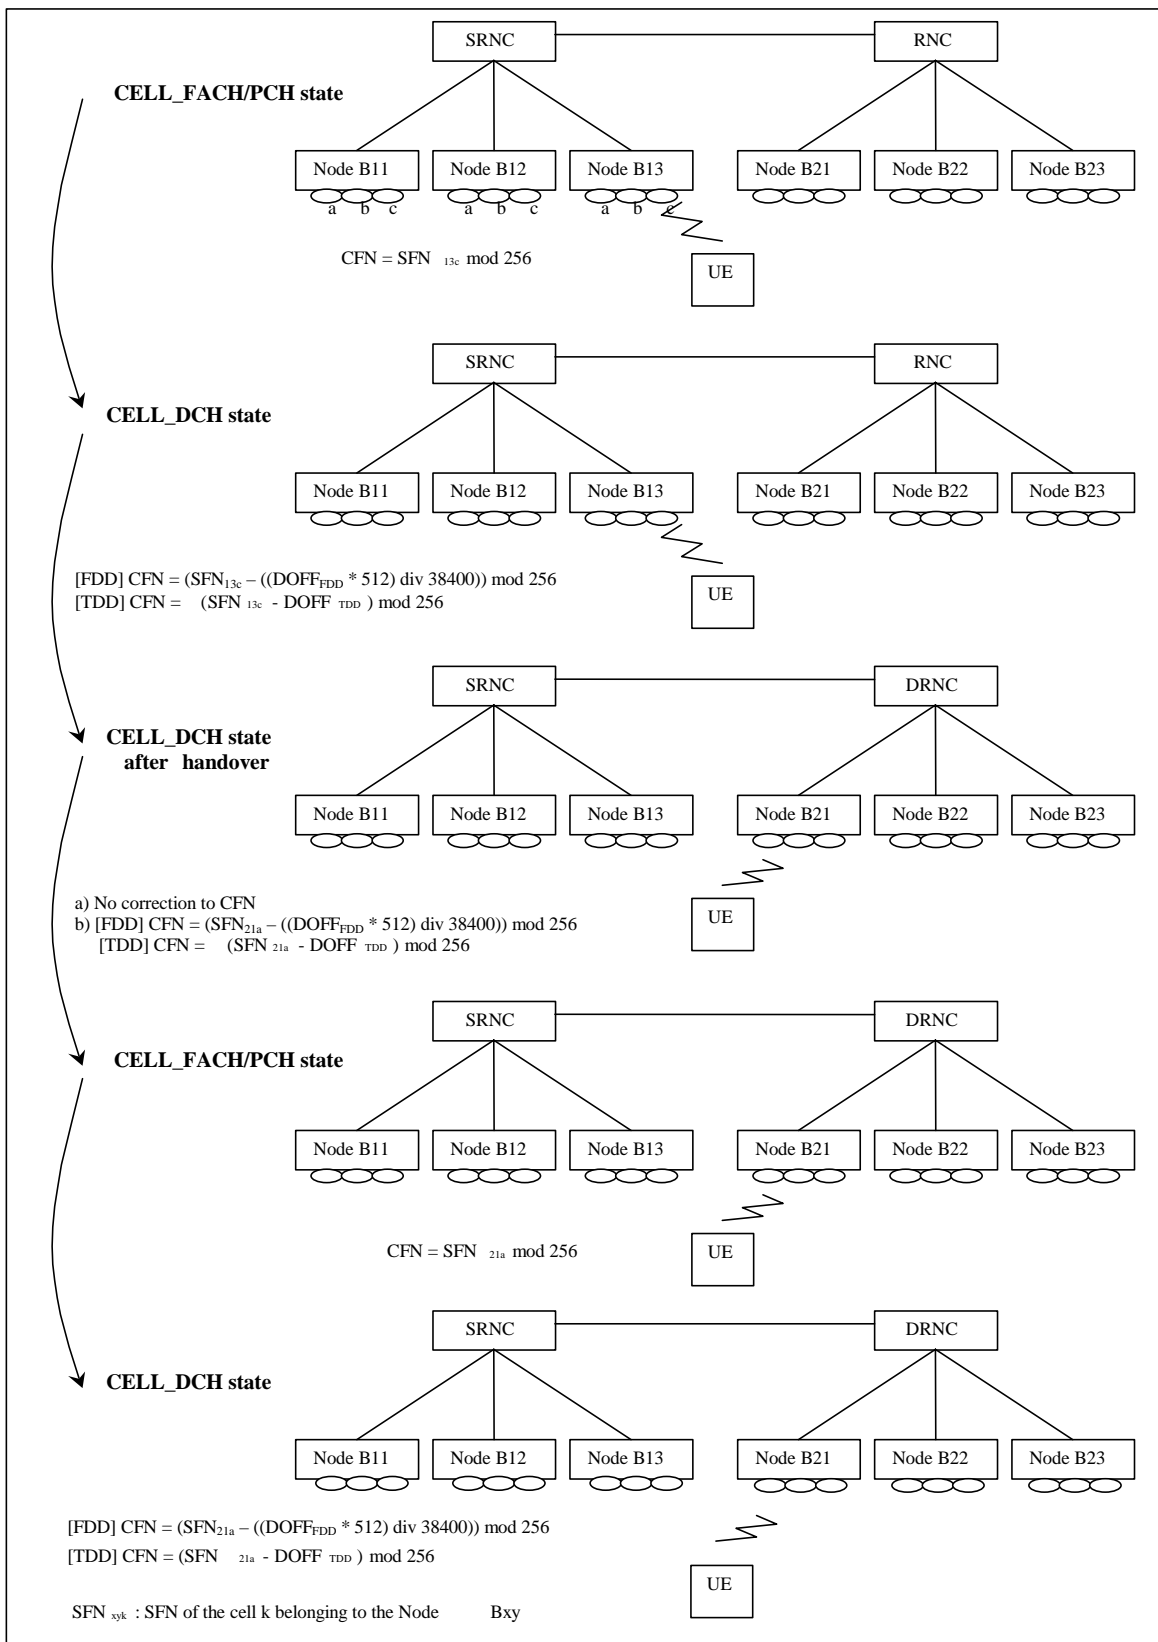 SRNC RNC
CELL_FACH/PCH state
Node B11 Node B12 Node B13 Node B21 Node B22 Node B23
a b c a b c a b c
CFN = SFN 13c mod 256
UE
SRNC RNC
CELL_DCH state
Node B11 Node B12 Node B13 Node B21 Node B22 Node B23
[FDD] CFN = (SFN13c – ((DOFFFDD * 512) div 38400)) mod 256
[TDD] CFN = (SFN 13c - DOFF TDD ) mod 256
UE
SRNC DRNC
CELL_DCH state
after handover
Node B11 Node B12 Node B13 Node B21 Node B22 Node B23
a) No correction to CFN
b) [FDD] CFN = (SFN21a – ((DOFFFDD * 512) div 38400)) mod 256
[TDD] CFN = (SFN 21a - DOFF TDD ) mod 256
UE
SRNC DRNC
CELL_FACH/PCH state
Node B11 Node B12 Node B13 Node B21 Node B22 Node B23
CFN = SFN 21a mod 256
UE
SRNC DRNC
CELL_DCH state
Node B11 Node B12 Node B13 Node B21 Node B22 Node B23
[FDD] CFN = (SFN21a – ((DOFFFDD * 512) div 38400)) mod 256
[TDD] CFN = (SFN 21a - DOFF TDD ) mod 256
UE
SFN xyk : SFN of the cell k belonging to the Node Bxy